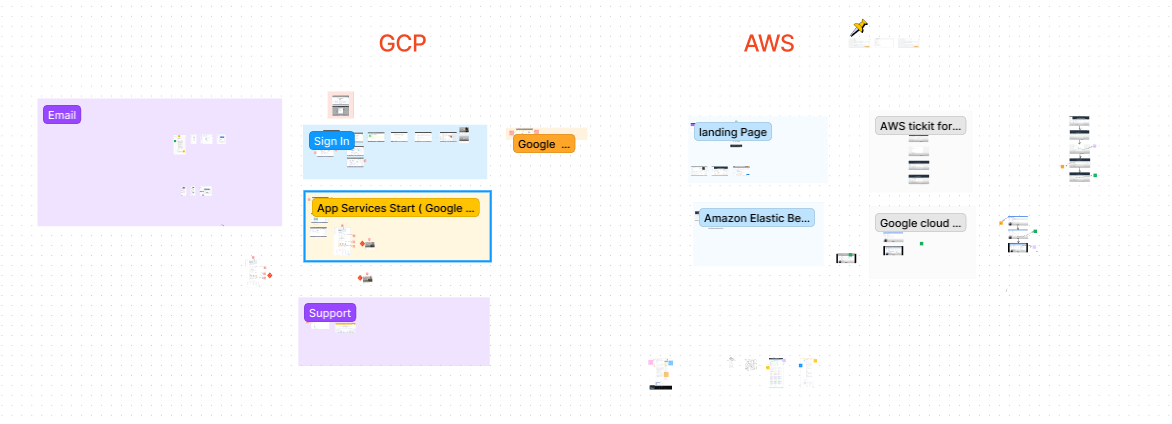 GCP
AWS
Email
Sign In
Google ...
landing Page
AWS tickit for...
App Services Start ( Google ...
Amazon Elastic Be...
Google cloud ...
Support